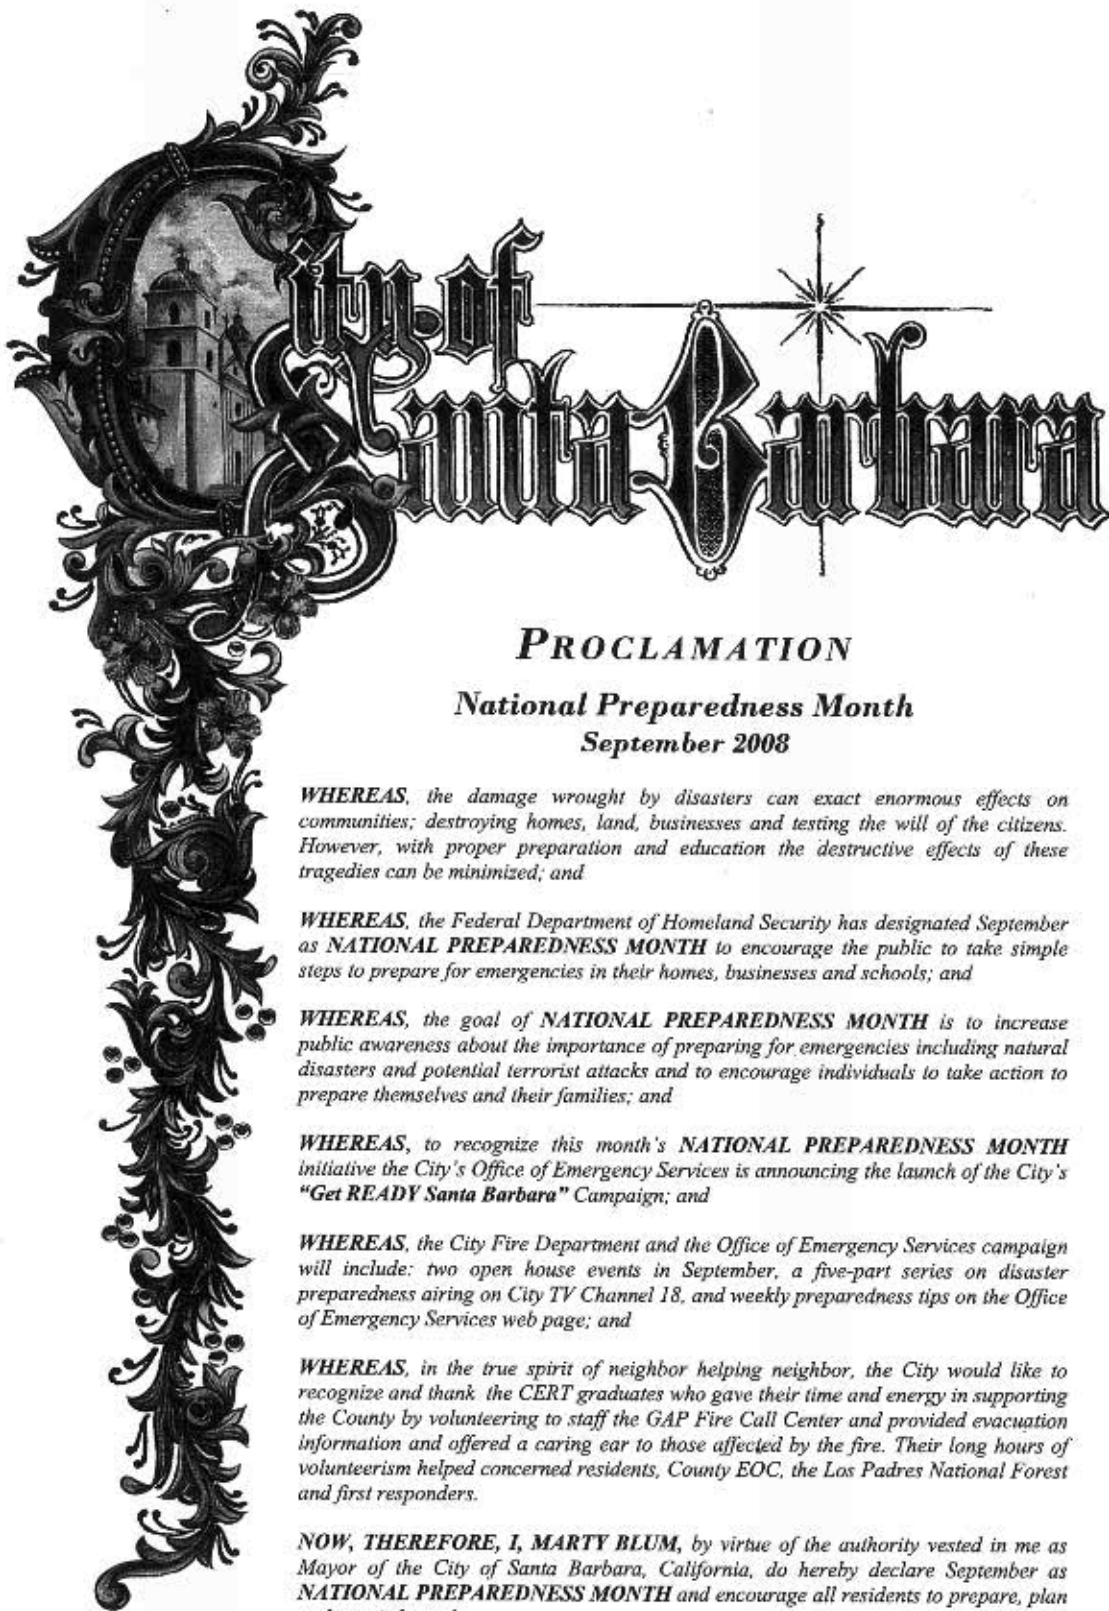 City of
Santa Barbara
PROCLAMATION
National Preparedness Month
September 2008
WHEREAS, the damage wrought by disasters can exact enormous effects on
communities; destroying homes, land, businesses and testing the will of the citizens.
However, with proper preparation and education the destructive effects of these
tragedies can be minimized; and
WHEREAS, the Federal Department of Homeland Security has designated September
as NATIONAL PREPAREDNESS MONTH to encourage the public to take simple
steps to prepare for emergencies in their homes, businesses and schools; and
WHEREAS, the goal of NATIONAL PREPAREDNESS MONTH is to increase
public awareness about the importance of preparing for emergencies including natural
disasters and potential terrorist attacks and to encourage individuals to take action to
prepare themselves and their families; and
WHEREAS, to recognize this month's NATIONAL PREPAREDNESS MONTH
initiative the City's Office of Emergency Services is announcing the launch of the City's
"Get READY Santa Barbara" Campaign; and
WHEREAS, the City Fire Department and the Office of Emergency Services campaign
will include: two open house events in September, a five-part series on disaster
preparedness airing on City TV Channel 18, and weekly preparedness tips on the Office
of Emergency Services web page; and
WHEREAS, in the true spirit of neighbor helping neighbor, the City would like to
recognize and thank the CERT graduates who gave their time and energy in supporting
the County by volunteering to staff the GAP Fire Call Center and provided evacuation
information and offered a caring ear to those affected by the fire. Their long hours of
volunteerism helped concerned residents, County EOC, the Los Padres National Forest
and first responders.
NOW, THEREFORE, I, MARTY BLUM, by virtue of the authority vested in me as
Mayor of the City of Santa Barbara, California, do hereby declare September as
NATIONAL PREPAREDNESS MONTH and encourage all residents to prepare, plan